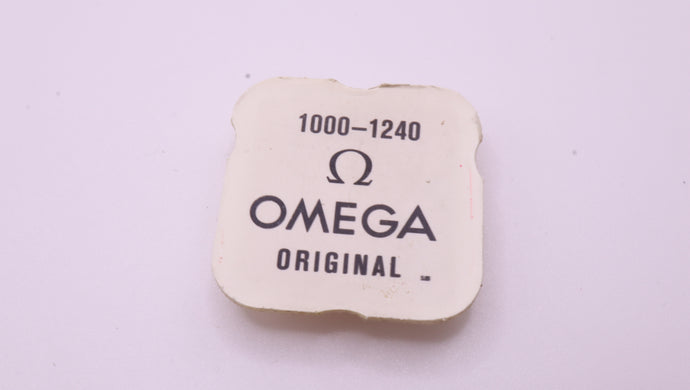 1000–1240
Ω
OMEGA
ORIGINAL